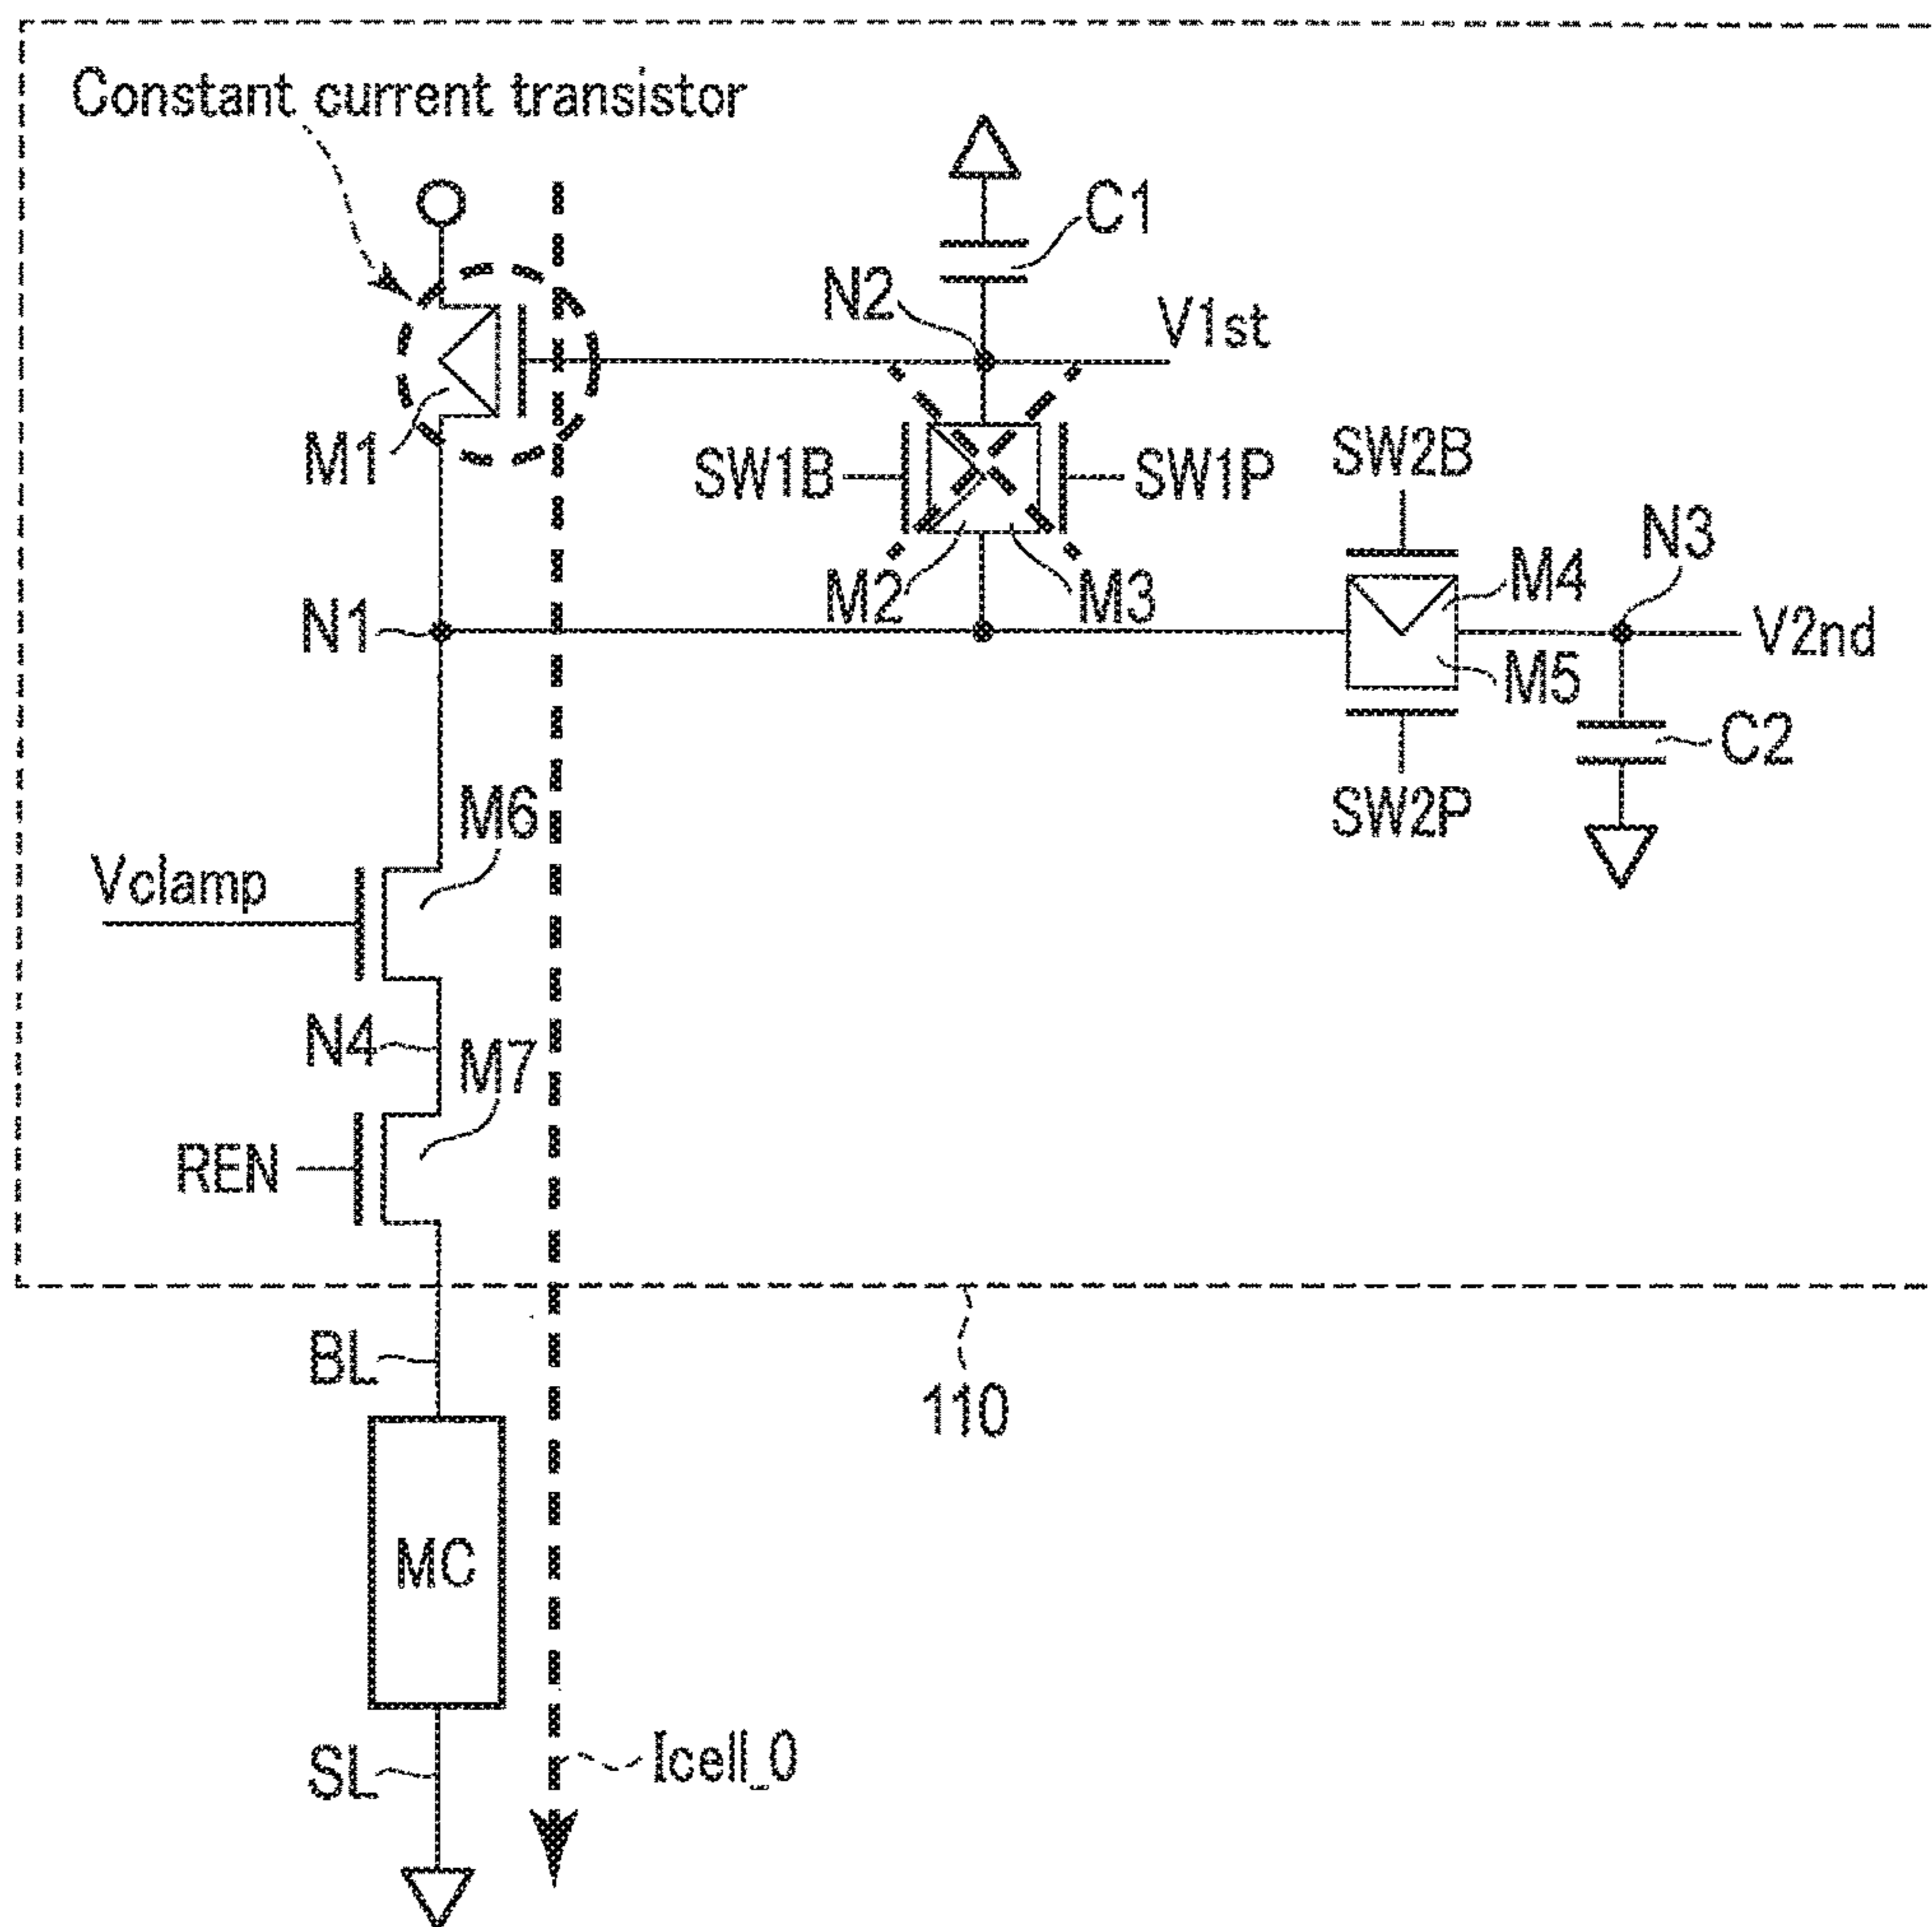 Constant current transistor
C1
N2
V1st
M1
SW1B
SW1P
SW2B
N3
M2
M3
M4
N1
V2nd
M5
C2
M6
SW2P
Vclamp
N4
M7
REN
BL
110
MC
SL
Icell_0